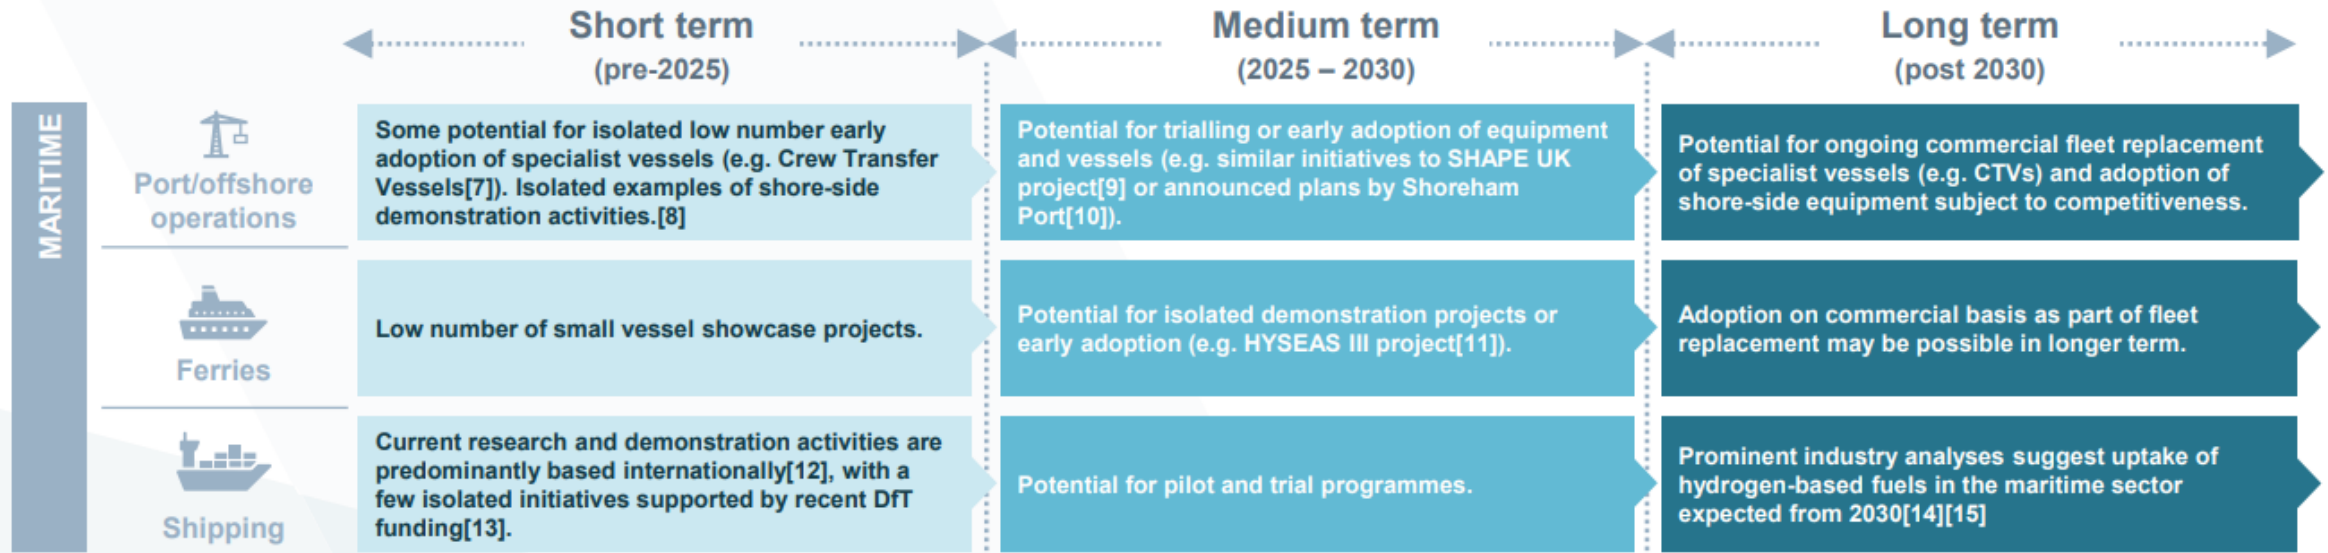 Short term
(pre-2025)
Medium term
(2025 – 2030)
Long term
(post 2030)
MARITIME
Port/offshore
operations
Some potential for isolated low number early
adoption of specialist vessels (e.g. Crew Transfer
Vessels[7]). Isolated examples of shore-side
demonstration activities.[8]
Potential for trialling or early adoption of equipment
and vessels (e.g. similar initiatives to SHAPE UK
project[9] or announced plans by Shoreham
Port[10]).
Potential for ongoing commercial fleet replacement
of specialist vessels (e.g. CTVs) and adoption of
shore-side equipment subject to competitiveness.
Ferries
Low number of small vessel showcase projects.
Potential for isolated demonstration projects or
early adoption (e.g. HYSEAS III project[11]).
Adoption on commercial basis as part of fleet
replacement may be possible in longer term.
Shipping
Current research and demonstration activities are
predominantly based internationally[12], with a
few isolated initiatives supported by recent DfT
funding[13].
Potential for pilot and trial programmes.
Prominent industry analyses suggest uptake of
hydrogen-based fuels in the maritime sector
expected from 2030[14][15]